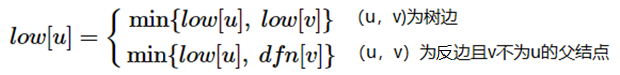 low[u] = { min{low[u], low[v]} （u，v)为树边
min{low[u], dfn[v]} （u，v）为反边且v不为u的父结点